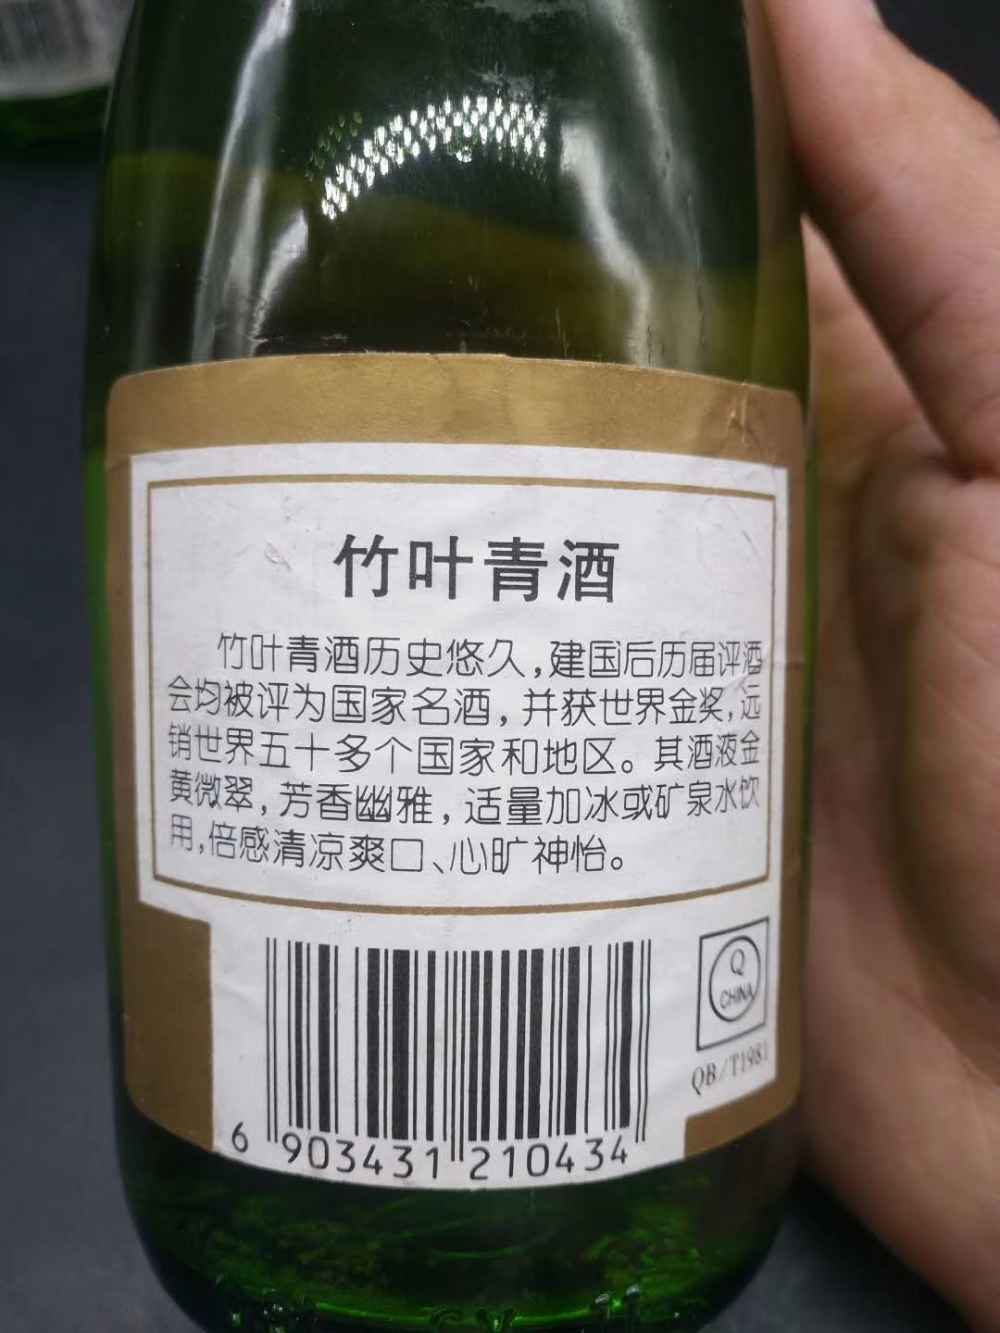 竹叶青酒
竹叶青酒历史悠久,建国后历届评酒
会均被评为国家名酒,并获世界金奖,远
销世界五十多个国家和地区。其酒液金
黄微翠,芳香幽雅,适量加冰或矿泉水饮
用,倍感清凉爽口、心旷神怡。
Q
CHINA
QB/T1981
6 903431 210434